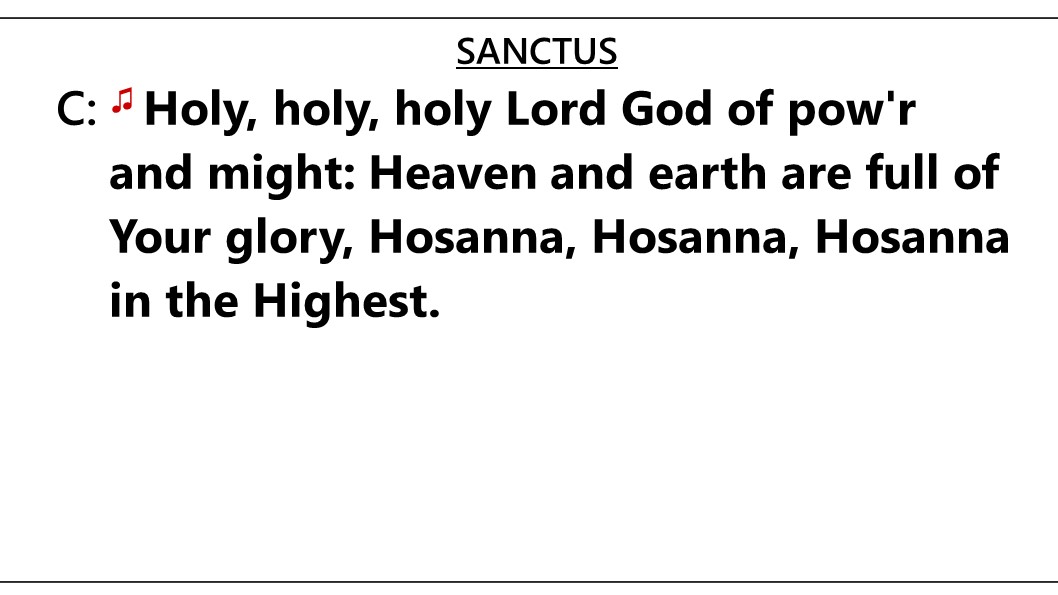 SANCTUS
C: ♫ Holy, holy, holy Lord God of pow'r
and might: Heaven and earth are full of
Your glory, Hosanna, Hosanna, Hosanna
in the Highest.